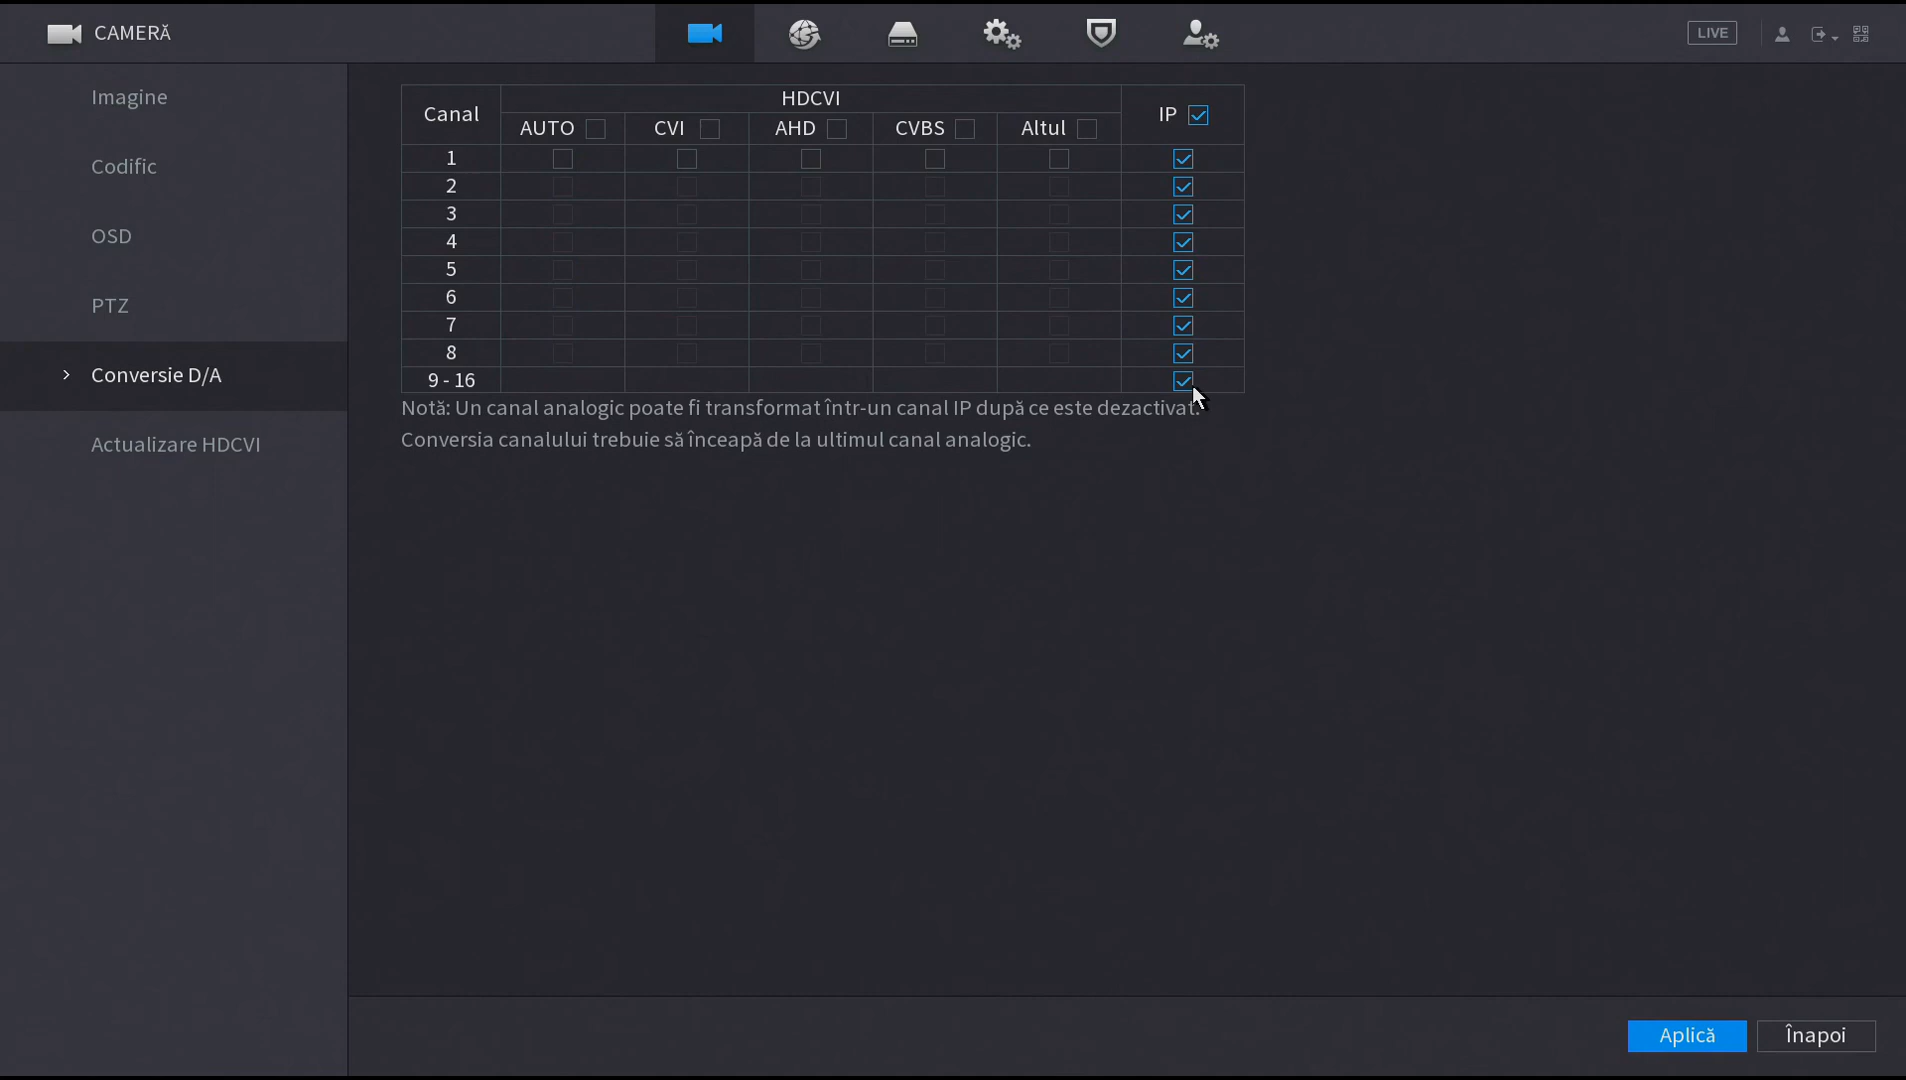 CAMERĂ
LIVE
Imagine
Codific
OSD
PTZ
Conversie D/A
Actualizare HDCVI
Canal HDCVI IP
AUTO CVI AHD CVBS Altul
1
2
3
4
5
6
7
8
9 - 16
Notă: Un canal analogic poate fi transformat într-un canal IP după ce este dezactivat.
Conversia canalului trebuie să înceapă de la ultimul canal analogic.
Aplică Înapoi